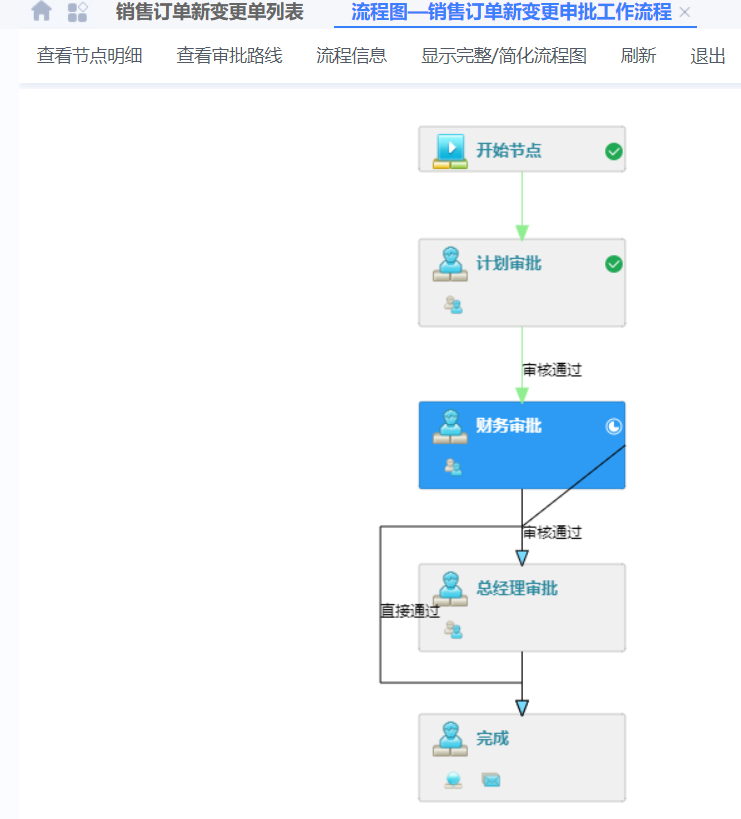 销售订单新变更单列表 流程图—销售订单新变更申批工作流程
查看节点明细 查看审批路线 流程信息 显示完整/简化流程图 刷新 退出
开始节点
计划审批
审核通过
财务审批
审核通过
总经理审批
直接通过
完成